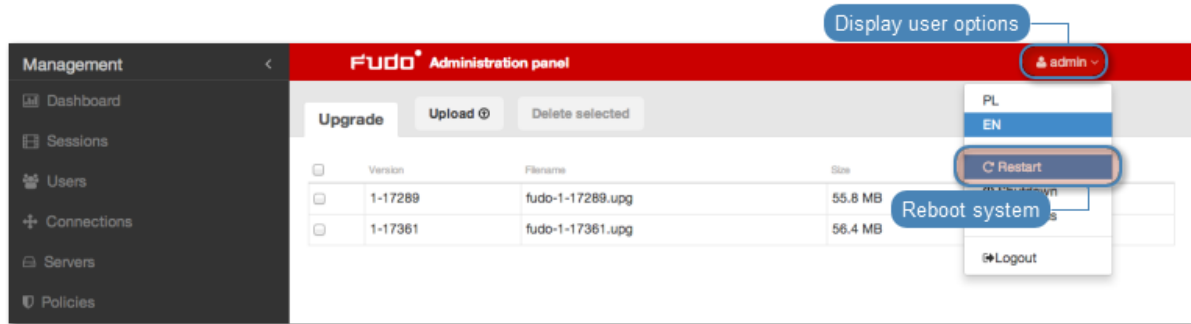 Display user options
Management <
FUDO Administration panel
admin
Dashboard
Sessions
Users
Connections
Servers
Policies
Upgrade
Upload
Delete selected
PL
EN
Restart
Reboot system
Logout
Version Filename Size
1-17289 fudo-1-17289.upg 55.8 MB
1-17361 fudo-1-17361.upg 56.4 MB